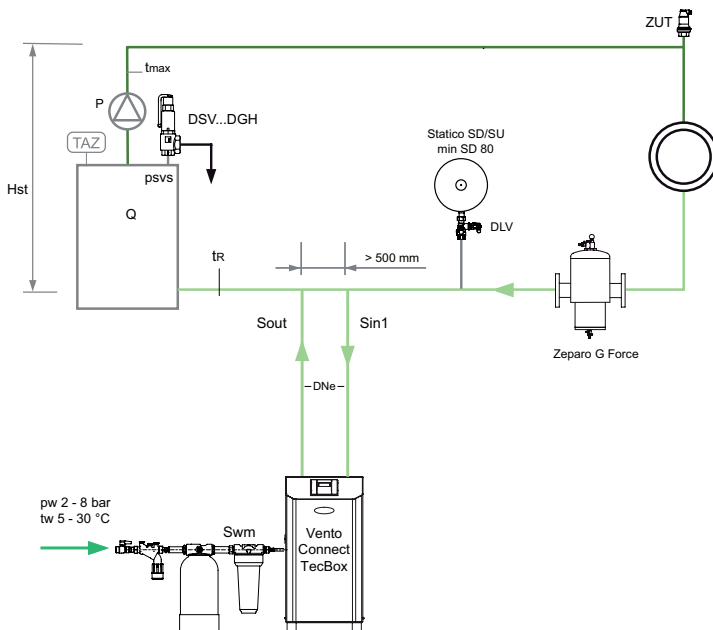 ZUT
tmax
P
DSV...DGH
TAZ
psvs
Hst
Q
Statico SD/SU
min SD 80
DLV
tR
> 500 mm
Sout
Sin1
Zeparo G Force
DNe
pw 2 - 8 bar
tw 5 - 30 °C
Swm
Vento
Connect
TecBox